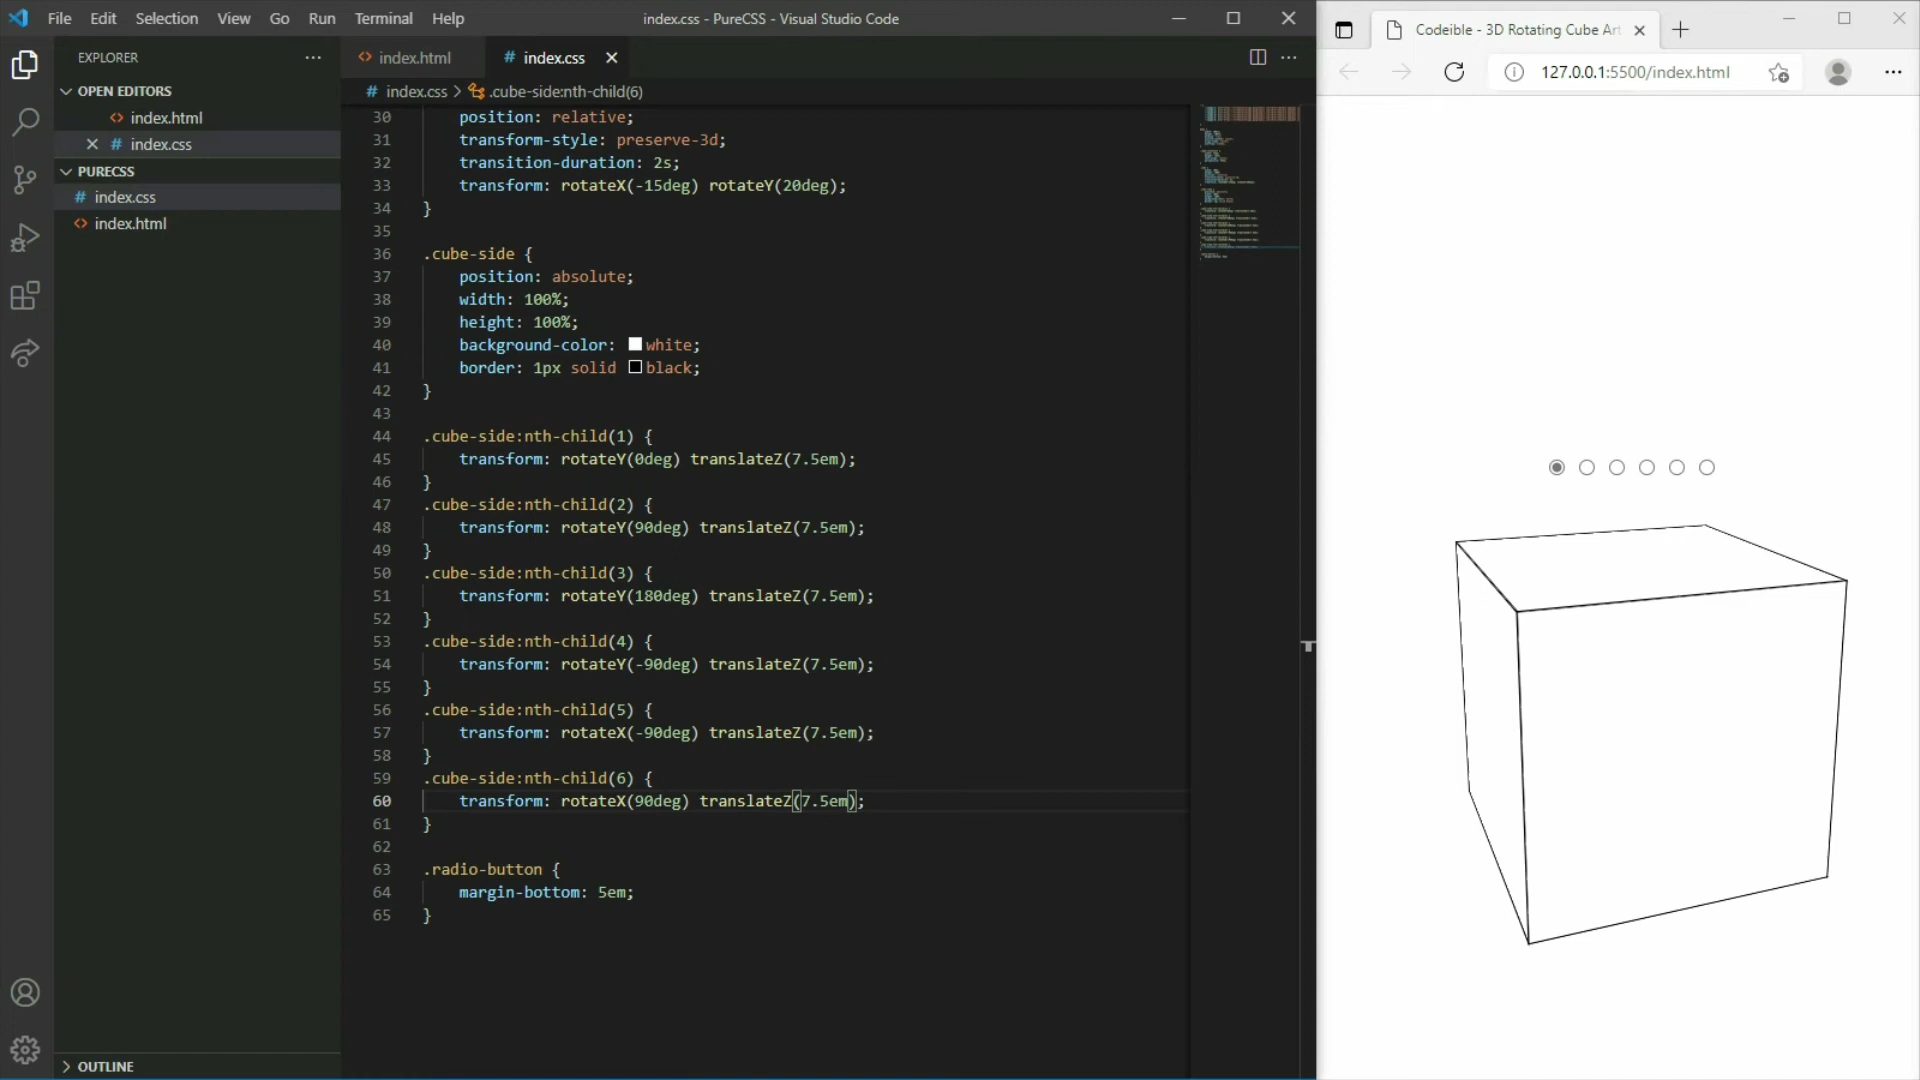 File Edit Selection View Go Run Terminal Help
index.css - PureCSS - Visual Studio Code
EXPLORER
OPEN EDITORS
index.html
index.css
PURECSS
index.css
index.html
OUTLINE
index.html
# index.css
# index.css > .cube-side:nth-child(6)
30 position: relative;
31 transform-style: preserve-3d;
32 transition-duration: 2s;
33 transform: rotateX(-15deg) rotateY(20deg);
34 }
35
36 .cube-side {
37 position: absolute;
38 width: 100%;
39 height: 100%;
40 background-color: white;
41 border: 1px solid black;
42 }
43
44 .cube-side:nth-child(1) {
45 transform: rotateY(0deg) translateZ(7.5em);
46 }
47 .cube-side:nth-child(2) {
48 transform: rotateY(90deg) translateZ(7.5em);
49 }
50 .cube-side:nth-child(3) {
51 transform: rotateY(180deg) translateZ(7.5em);
52 }
53 .cube-side:nth-child(4) {
54 transform: rotateY(-90deg) translateZ(7.5em);
55 }
56 .cube-side:nth-child(5) {
57 transform: rotateX(-90deg) translateZ(7.5em);
58 }
59 .cube-side:nth-child(6) {
60 transform: rotateX(90deg) translateZ(7.5em);
61 }
62
63 .radio-button {
64 margin-bottom: 5em;
65 }
Codeible - 3D Rotating Cube Art
127.0.0.1:5500/index.html